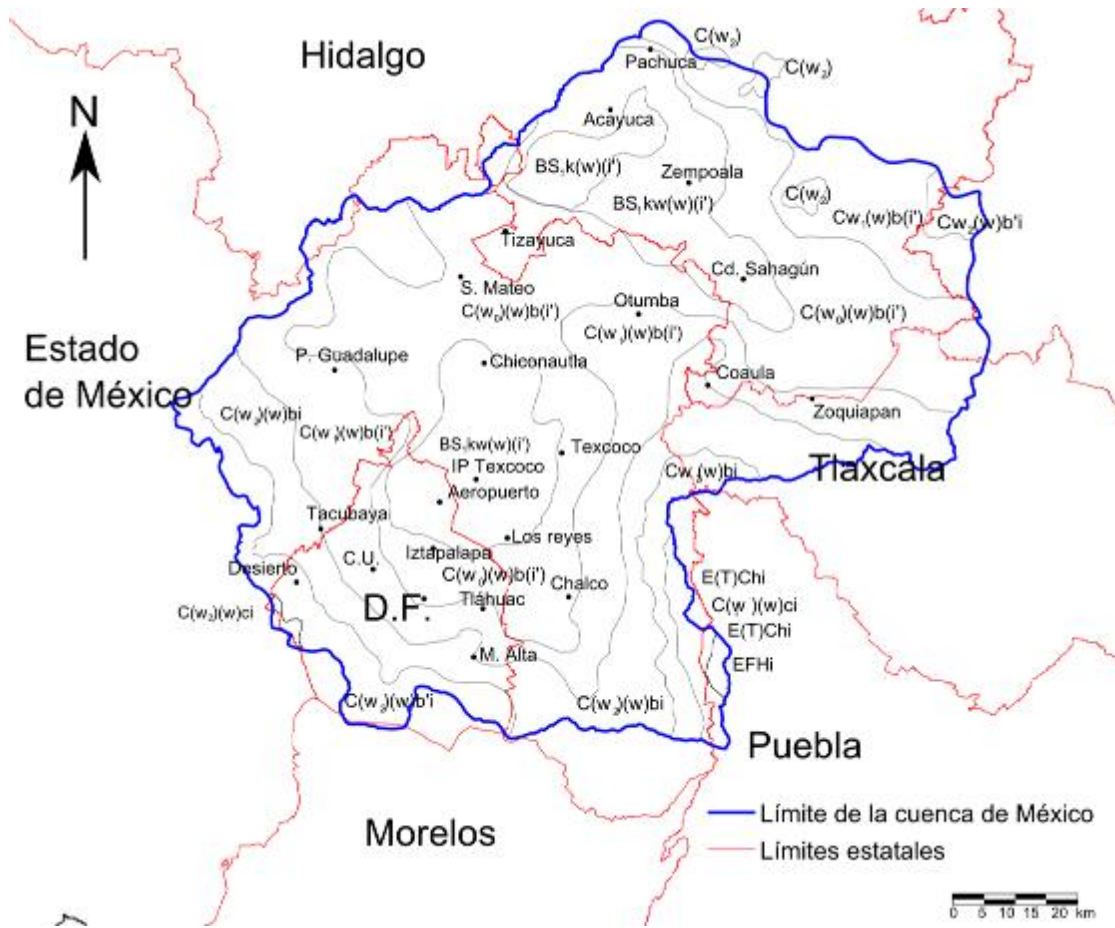 C(w₂)
Hidalgo
Pachuca
C(w₂)
N
Acayuca
BS₁k(w)(i')
Zempoala
BS₁kw(w)(i')
C(w₂)
Cw₁(w)b(i')
Cw₂(w)b'i
Tizayuca
S. Mateo
Cd. Sahagún
C(w₀)(w)b(i')
Otumba
C(w₀)(w)b(i')
C(w₁)(w)b(i')
Estado
de México
P. Guadalupe
Chiconautla
Coaula
Zoquiapan
C(w₂)(w)bi
C(w₁)(w)b(i')
BS₁kw(w)(i')
Texcoco
IP Texcoco
Tlaxcala
Aeropuerto
Tacubaya
Los reyes
Iztapalapa
C.U.
Desierto
C(w₀)(w)b(i')
E(T)Chi
Chalco
C(w₂)(w)ci
D.F.
Tláhuac
E(T)Chi
M. Alta
EFHi
C(w₂)(w)b'i
C(w₂)(w)bi
Puebla
Morelos
Límite de la cuenca de México
Límites estatales
0 5 10 15 20 km